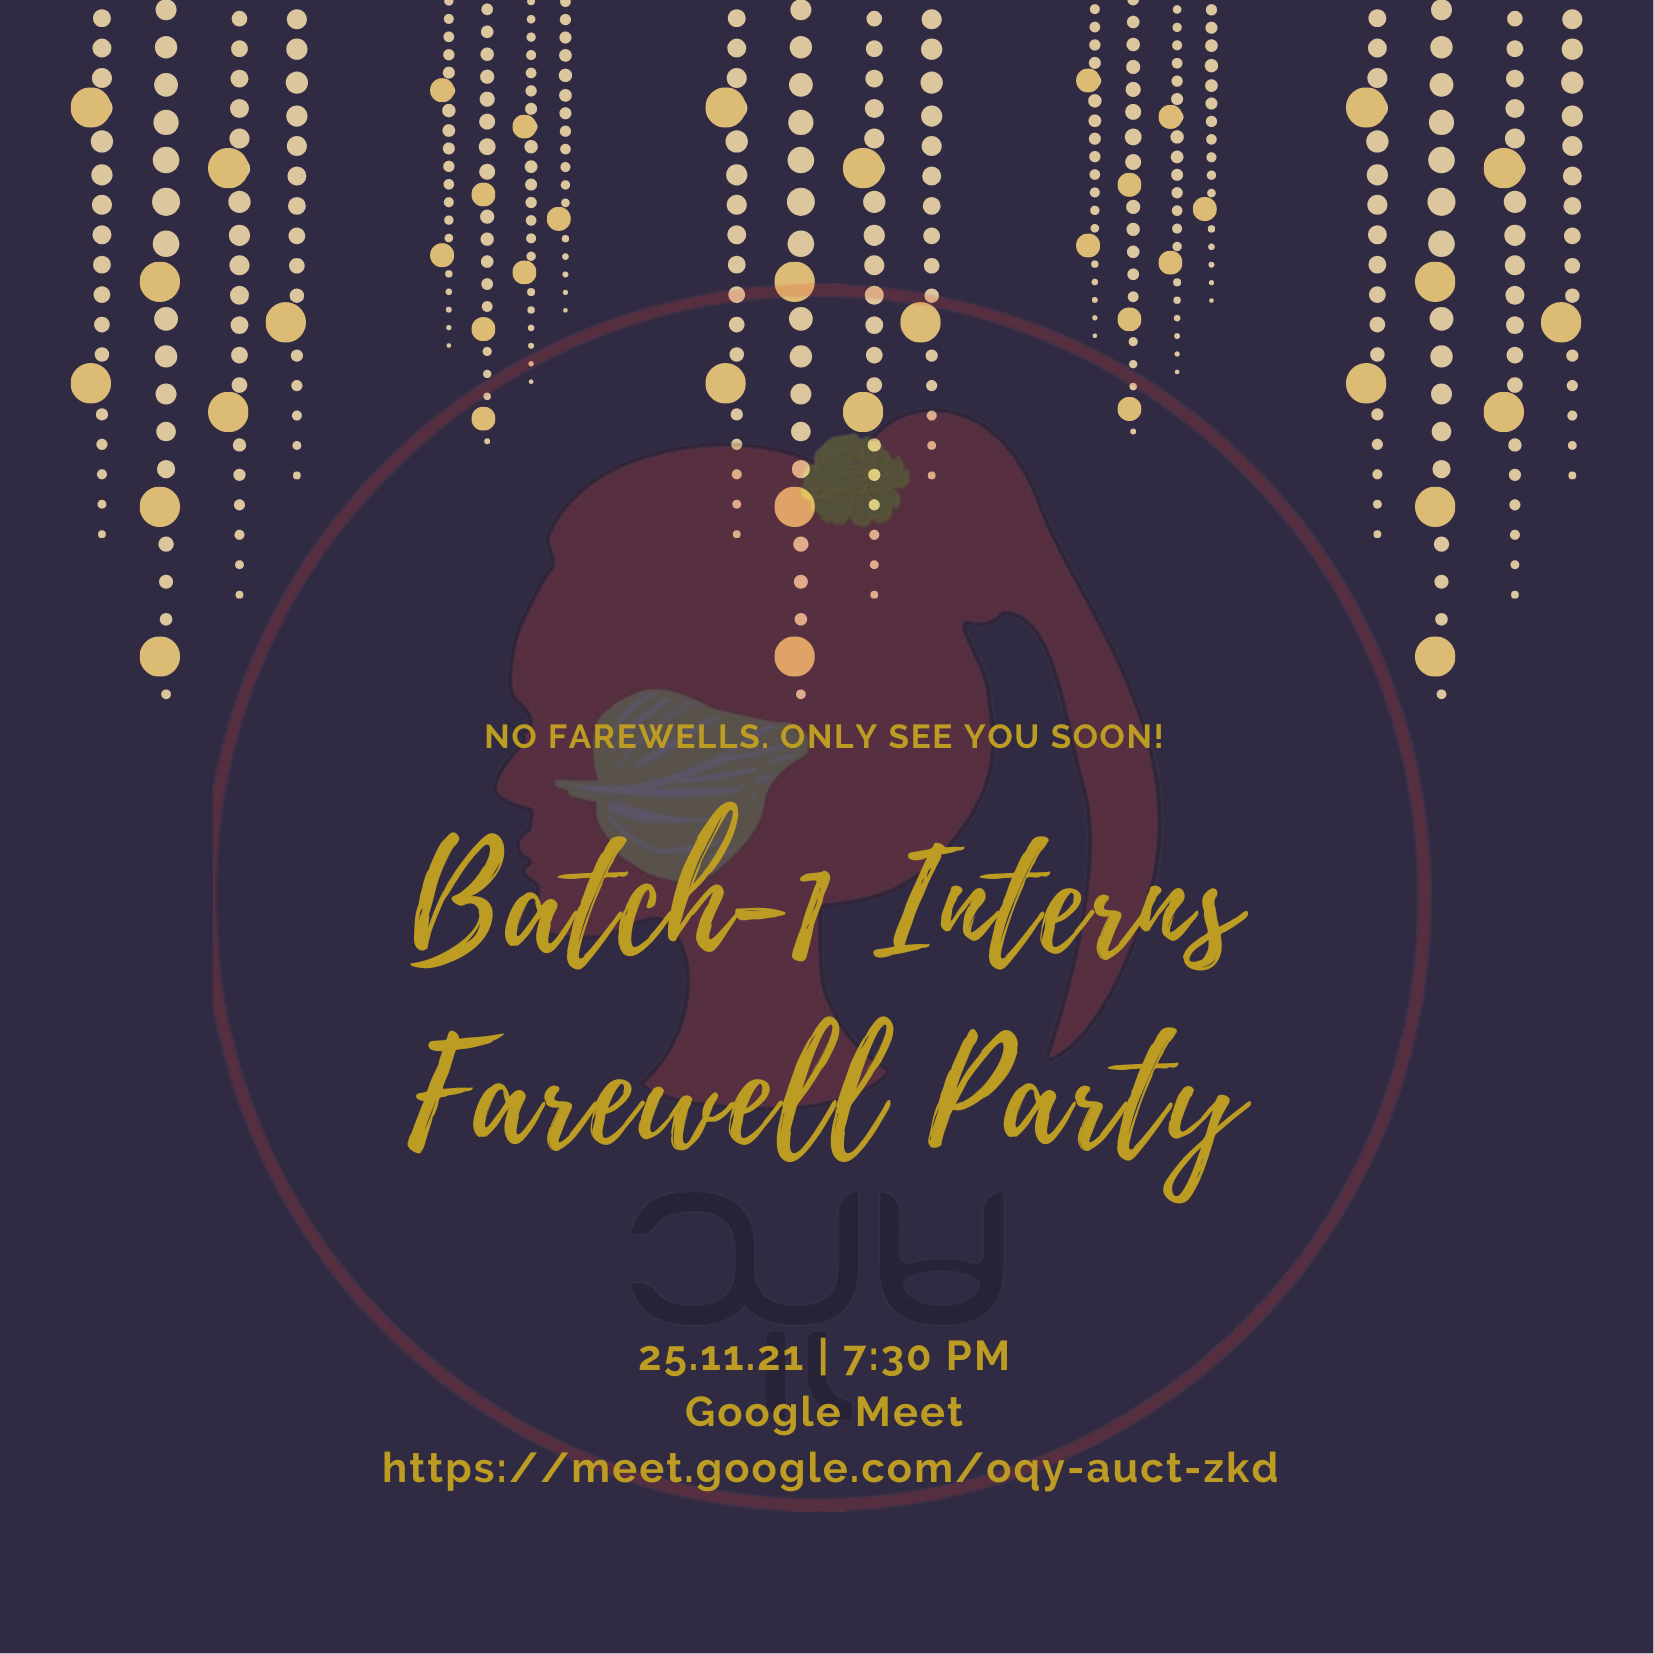 NO FAREWELLS. ONLY SEE YOU SOON!
Batch-1 Interns
Farewell Party
25.11.21 | 7:30 PM
Google Meet
https://meet.google.com/oqy-auct-zkd